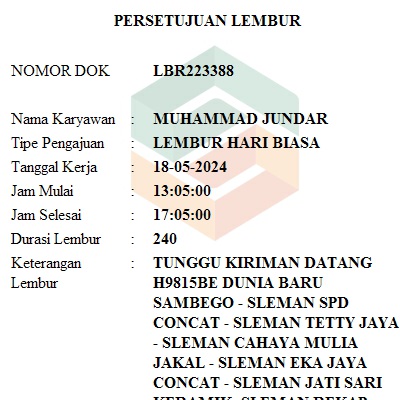 PERSETUJUAN LEMBUR
NOMOR DOK LBR223388
Nama Karyawan : MUHAMMAD JUNDAR
Tipe Pengajuan : LEMBUR HARI BIASA
Tanggal Kerja : 18-05-2024
Jam Mulai : 13:05:00
Jam Selesai : 17:05:00
Durasi Lembur : 240
Keterangan : TUNGGU KIRIMAN DATANG
Lembur H9815BE DUNIA BARU
SAMBEGO - SLEMAN SPD
CONCAT - SLEMAN TETTY JAYA
- SLEMAN CAHAYA MULIA
JAKAL - SLEMAN EKA JAYA
CONCAT - SLEMAN JATI SARI
KERAMIK- SLEMAN BEKAP